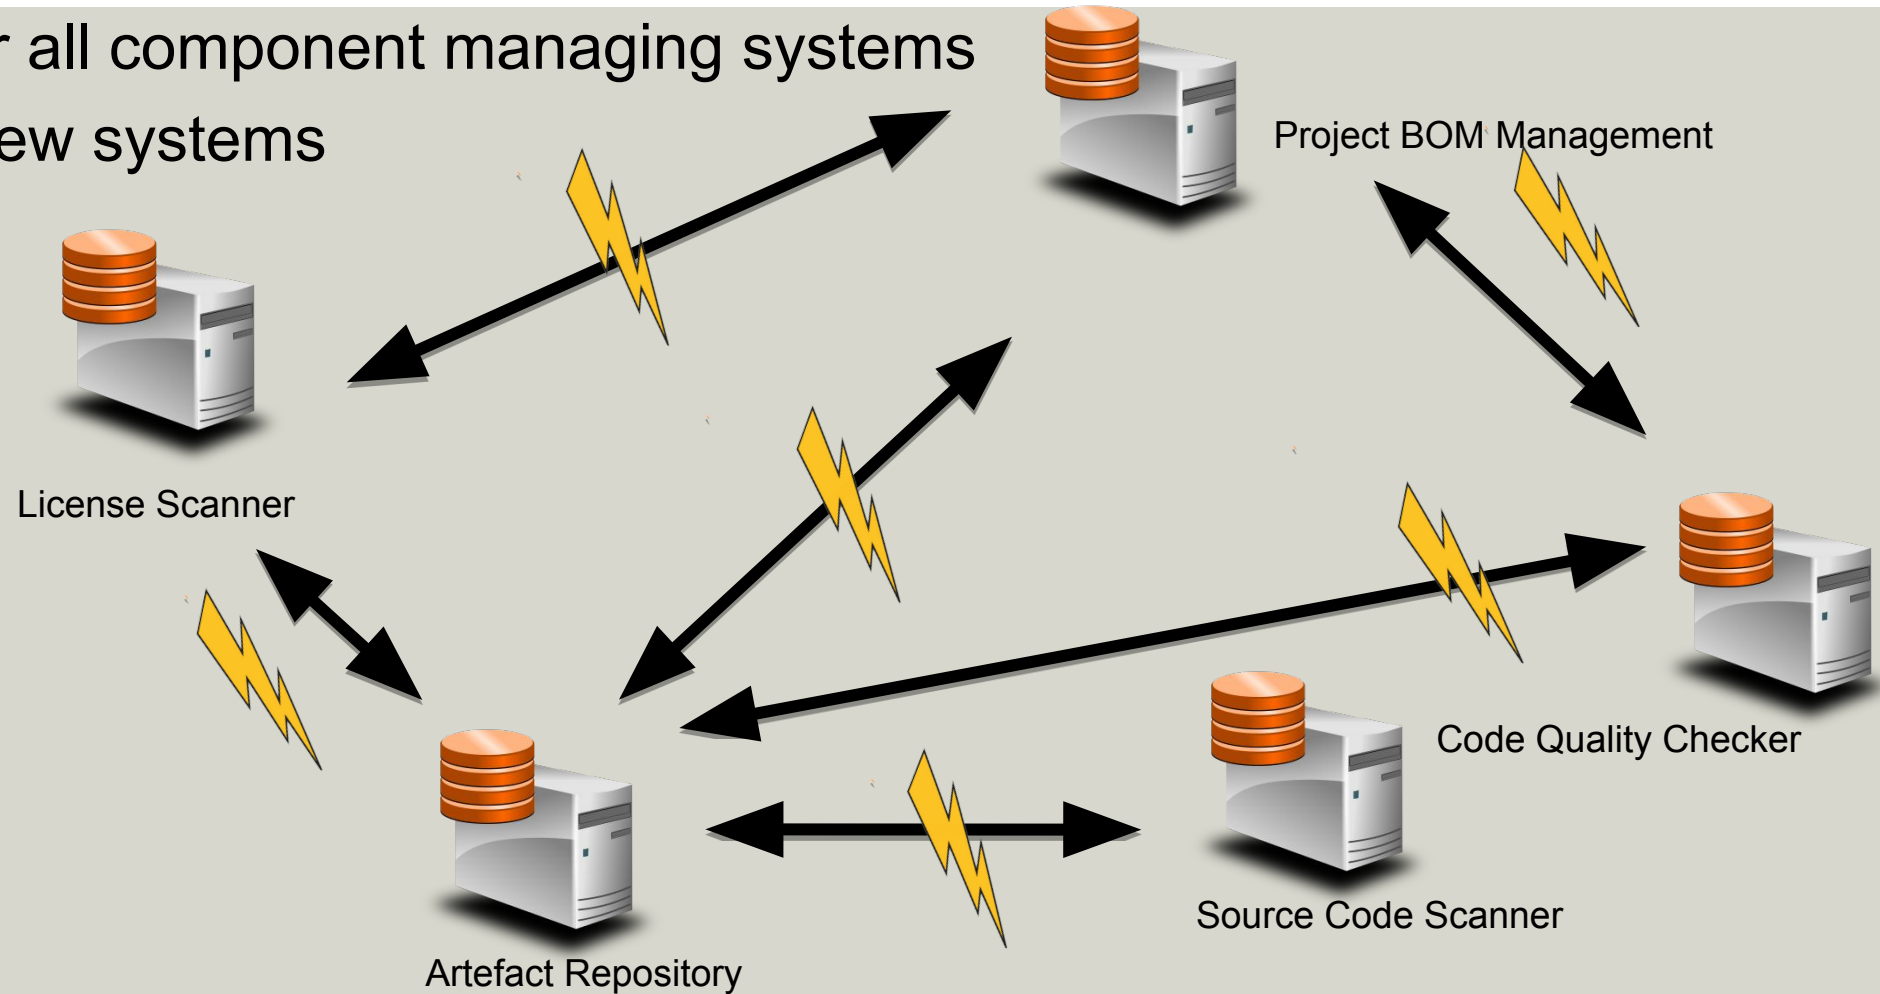 r all component managing systems
ew systems
Project BOM Management
License Scanner
Code Quality Checker
Source Code Scanner
Artefact Repository